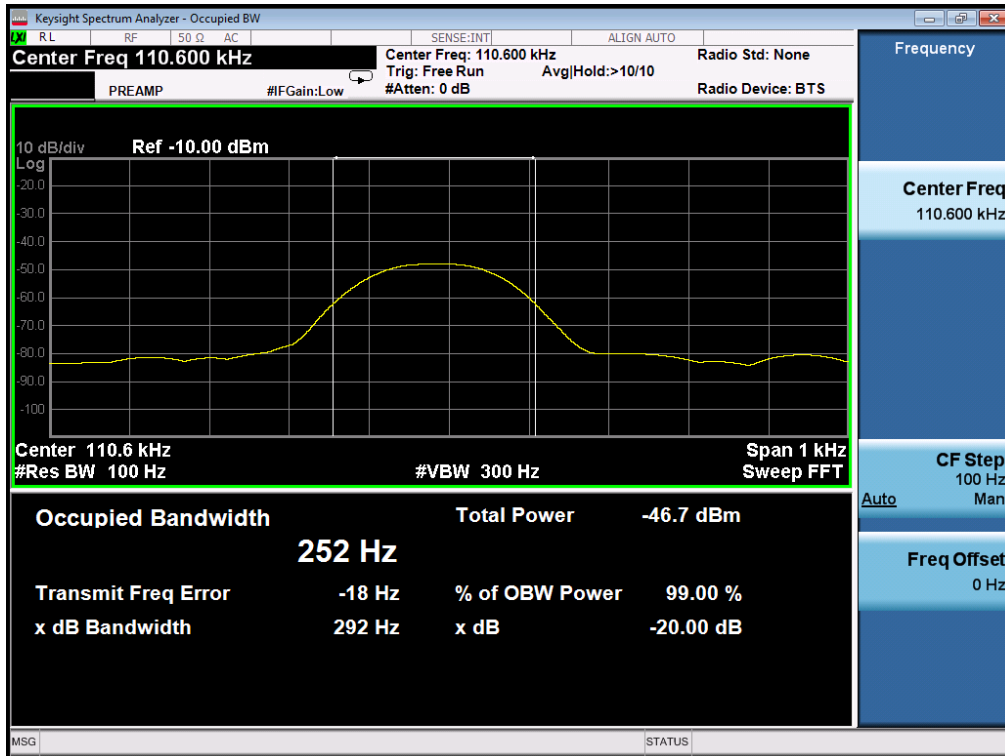 Keysight Spectrum Analyzer - Occupied BW
LXI RL RF 50 Ω AC SENSE:INT ALIGN AUTO
Center Freq 110.600 kHz
Center Freq: 110.600 kHz Radio Std: None
Trig: Free Run Avg|Hold:>10/10
PREAMP #IFGain:Low #Atten: 0 dB Radio Device: BTS
10 dB/div Ref -10.00 dBm
Log
-20.0
-30.0
-40.0
-50.0
-60.0
-70.0
-80.0
-90.0
-100
Center 110.6 kHz Span 1 kHz
#Res BW 100 Hz #VBW 300 Hz Sweep FFT
Occupied Bandwidth Total Power -46.7 dBm
252 Hz
Transmit Freq Error -18 Hz % of OBW Power 99.00 %
x dB Bandwidth 292 Hz x dB -20.00 dB
Frequency
Center Freq
110.600 kHz
CF Step
100 Hz
Auto Man
Freq Offset
0 Hz
MSG STATUS